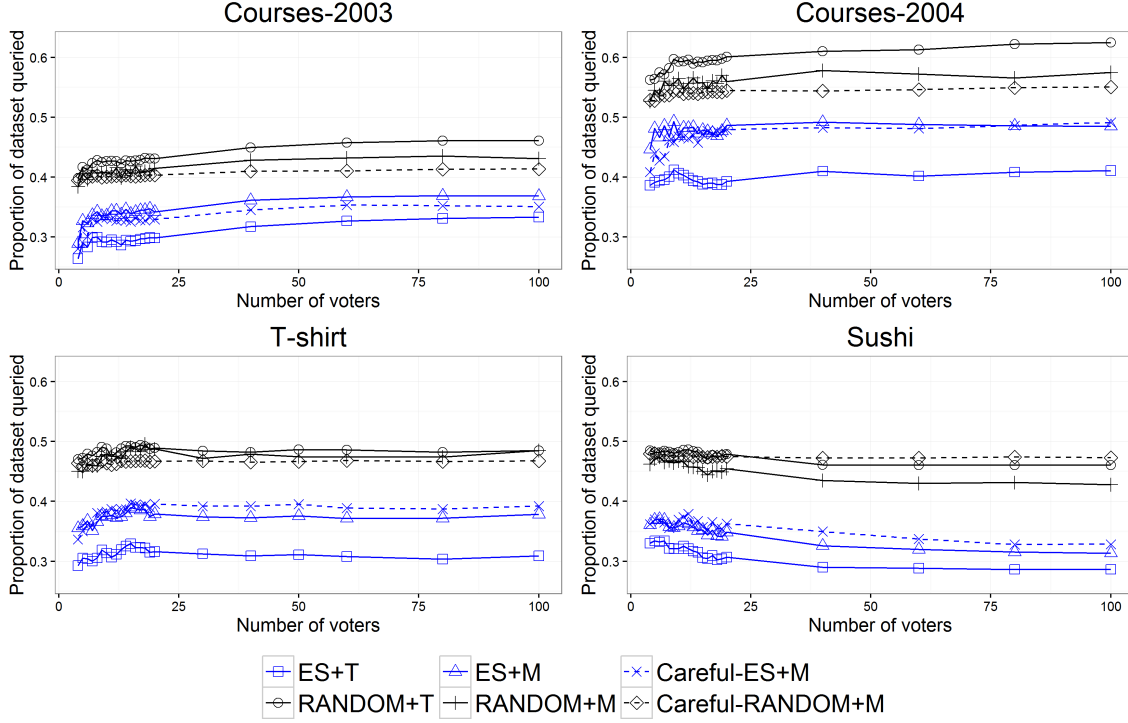 Courses-2003
Proportion of dataset queried
0.6
0.5
0.4
0.3
0
25
50
75
100
Number of voters
Courses-2004
Proportion of dataset queried
0.6
0.5
0.4
0.3
0
25
50
75
100
Number of voters
T-shirt
Proportion of dataset queried
0.6
0.5
0.4
0.3
0
25
50
75
100
Number of voters
Sushi
Proportion of dataset queried
0.6
0.5
0.4
0.3
0
25
50
75
100
Number of voters
ES+T
ES+M
Careful-ES+M
RANDOM+T
RANDOM+M
Careful-RANDOM+M